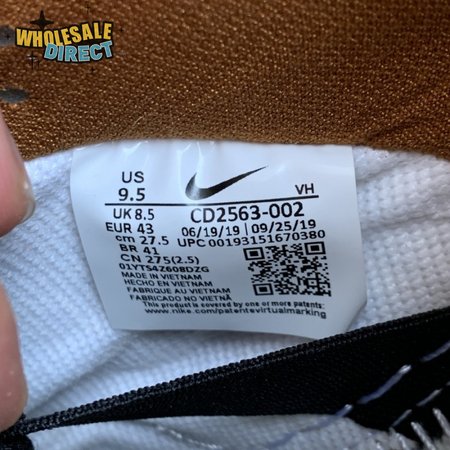 WHOLESALE
DIRECT
US
9.5
VH
UK 8.5
CD2563-002
EUR 43
06/19/19 09/25/19
cm 27.5
UPC 00193151670380
BR 41
CN 275(2.5)
01YTS4Z608DZG
MADE IN VIETNAM
HECHO EN VIETNAM
FABRIQUE AU VIETNAM
FABRICADO NO VIETNÃ
This product is covered by one or more patents.
www.nike.com/patentsvirtualmarking